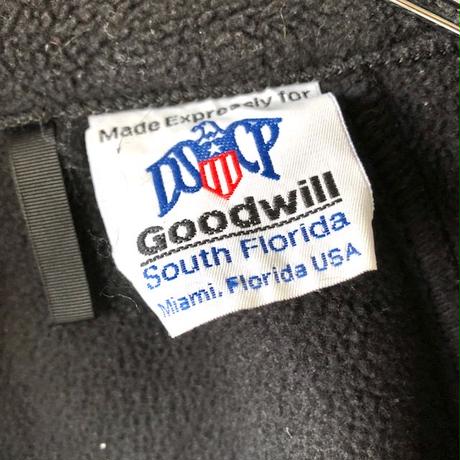 Made Expressly for
DSCP
Goodwill
South Florida
Miami, Florida USA